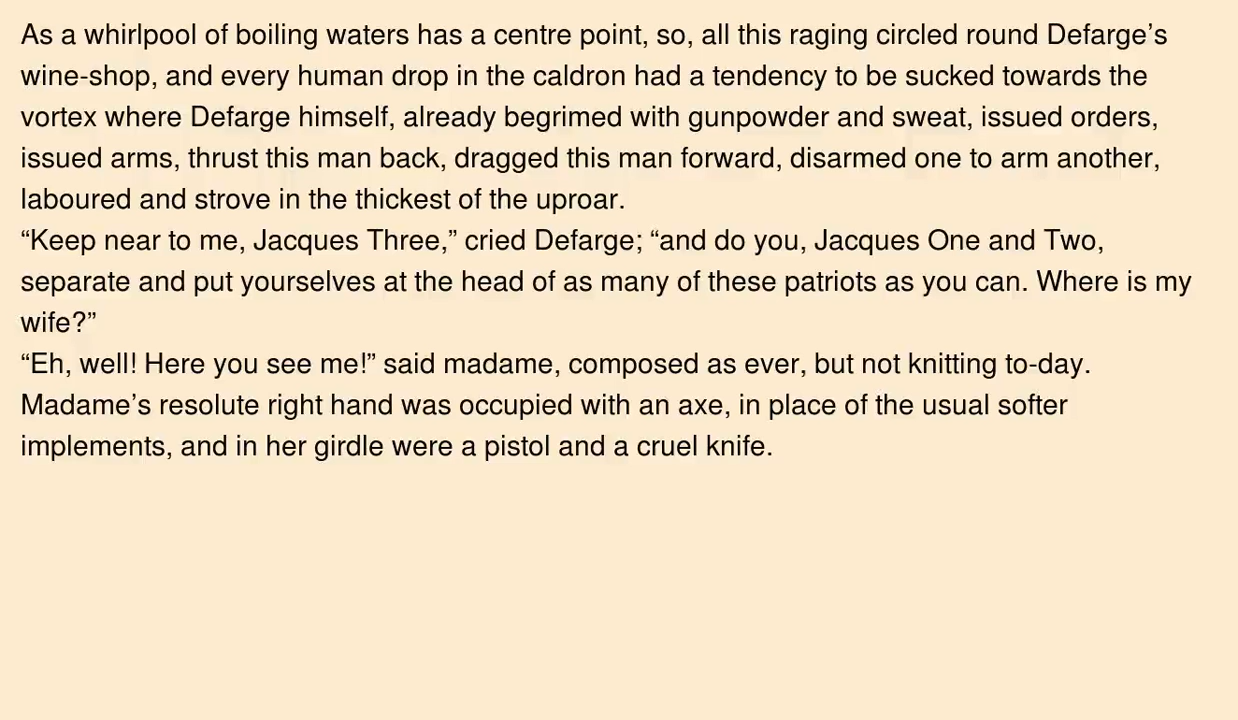 As a whirlpool of boiling waters has a centre point, so, all this raging circled round Defarge’s
wine-shop, and every human drop in the caldron had a tendency to be sucked towards the
vortex where Defarge himself, already begrimed with gunpowder and sweat, issued orders,
issued arms, thrust this man back, dragged this man forward, disarmed one to arm another,
laboured and strove in the thickest of the uproar.
“Keep near to me, Jacques Three,” cried Defarge; “and do you, Jacques One and Two,
separate and put yourselves at the head of as many of these patriots as you can. Where is my
wife?”
“Eh, well! Here you see me!” said madame, composed as ever, but not knitting to-day.
Madame’s resolute right hand was occupied with an axe, in place of the usual softer
implements, and in her girdle were a pistol and a cruel knife.